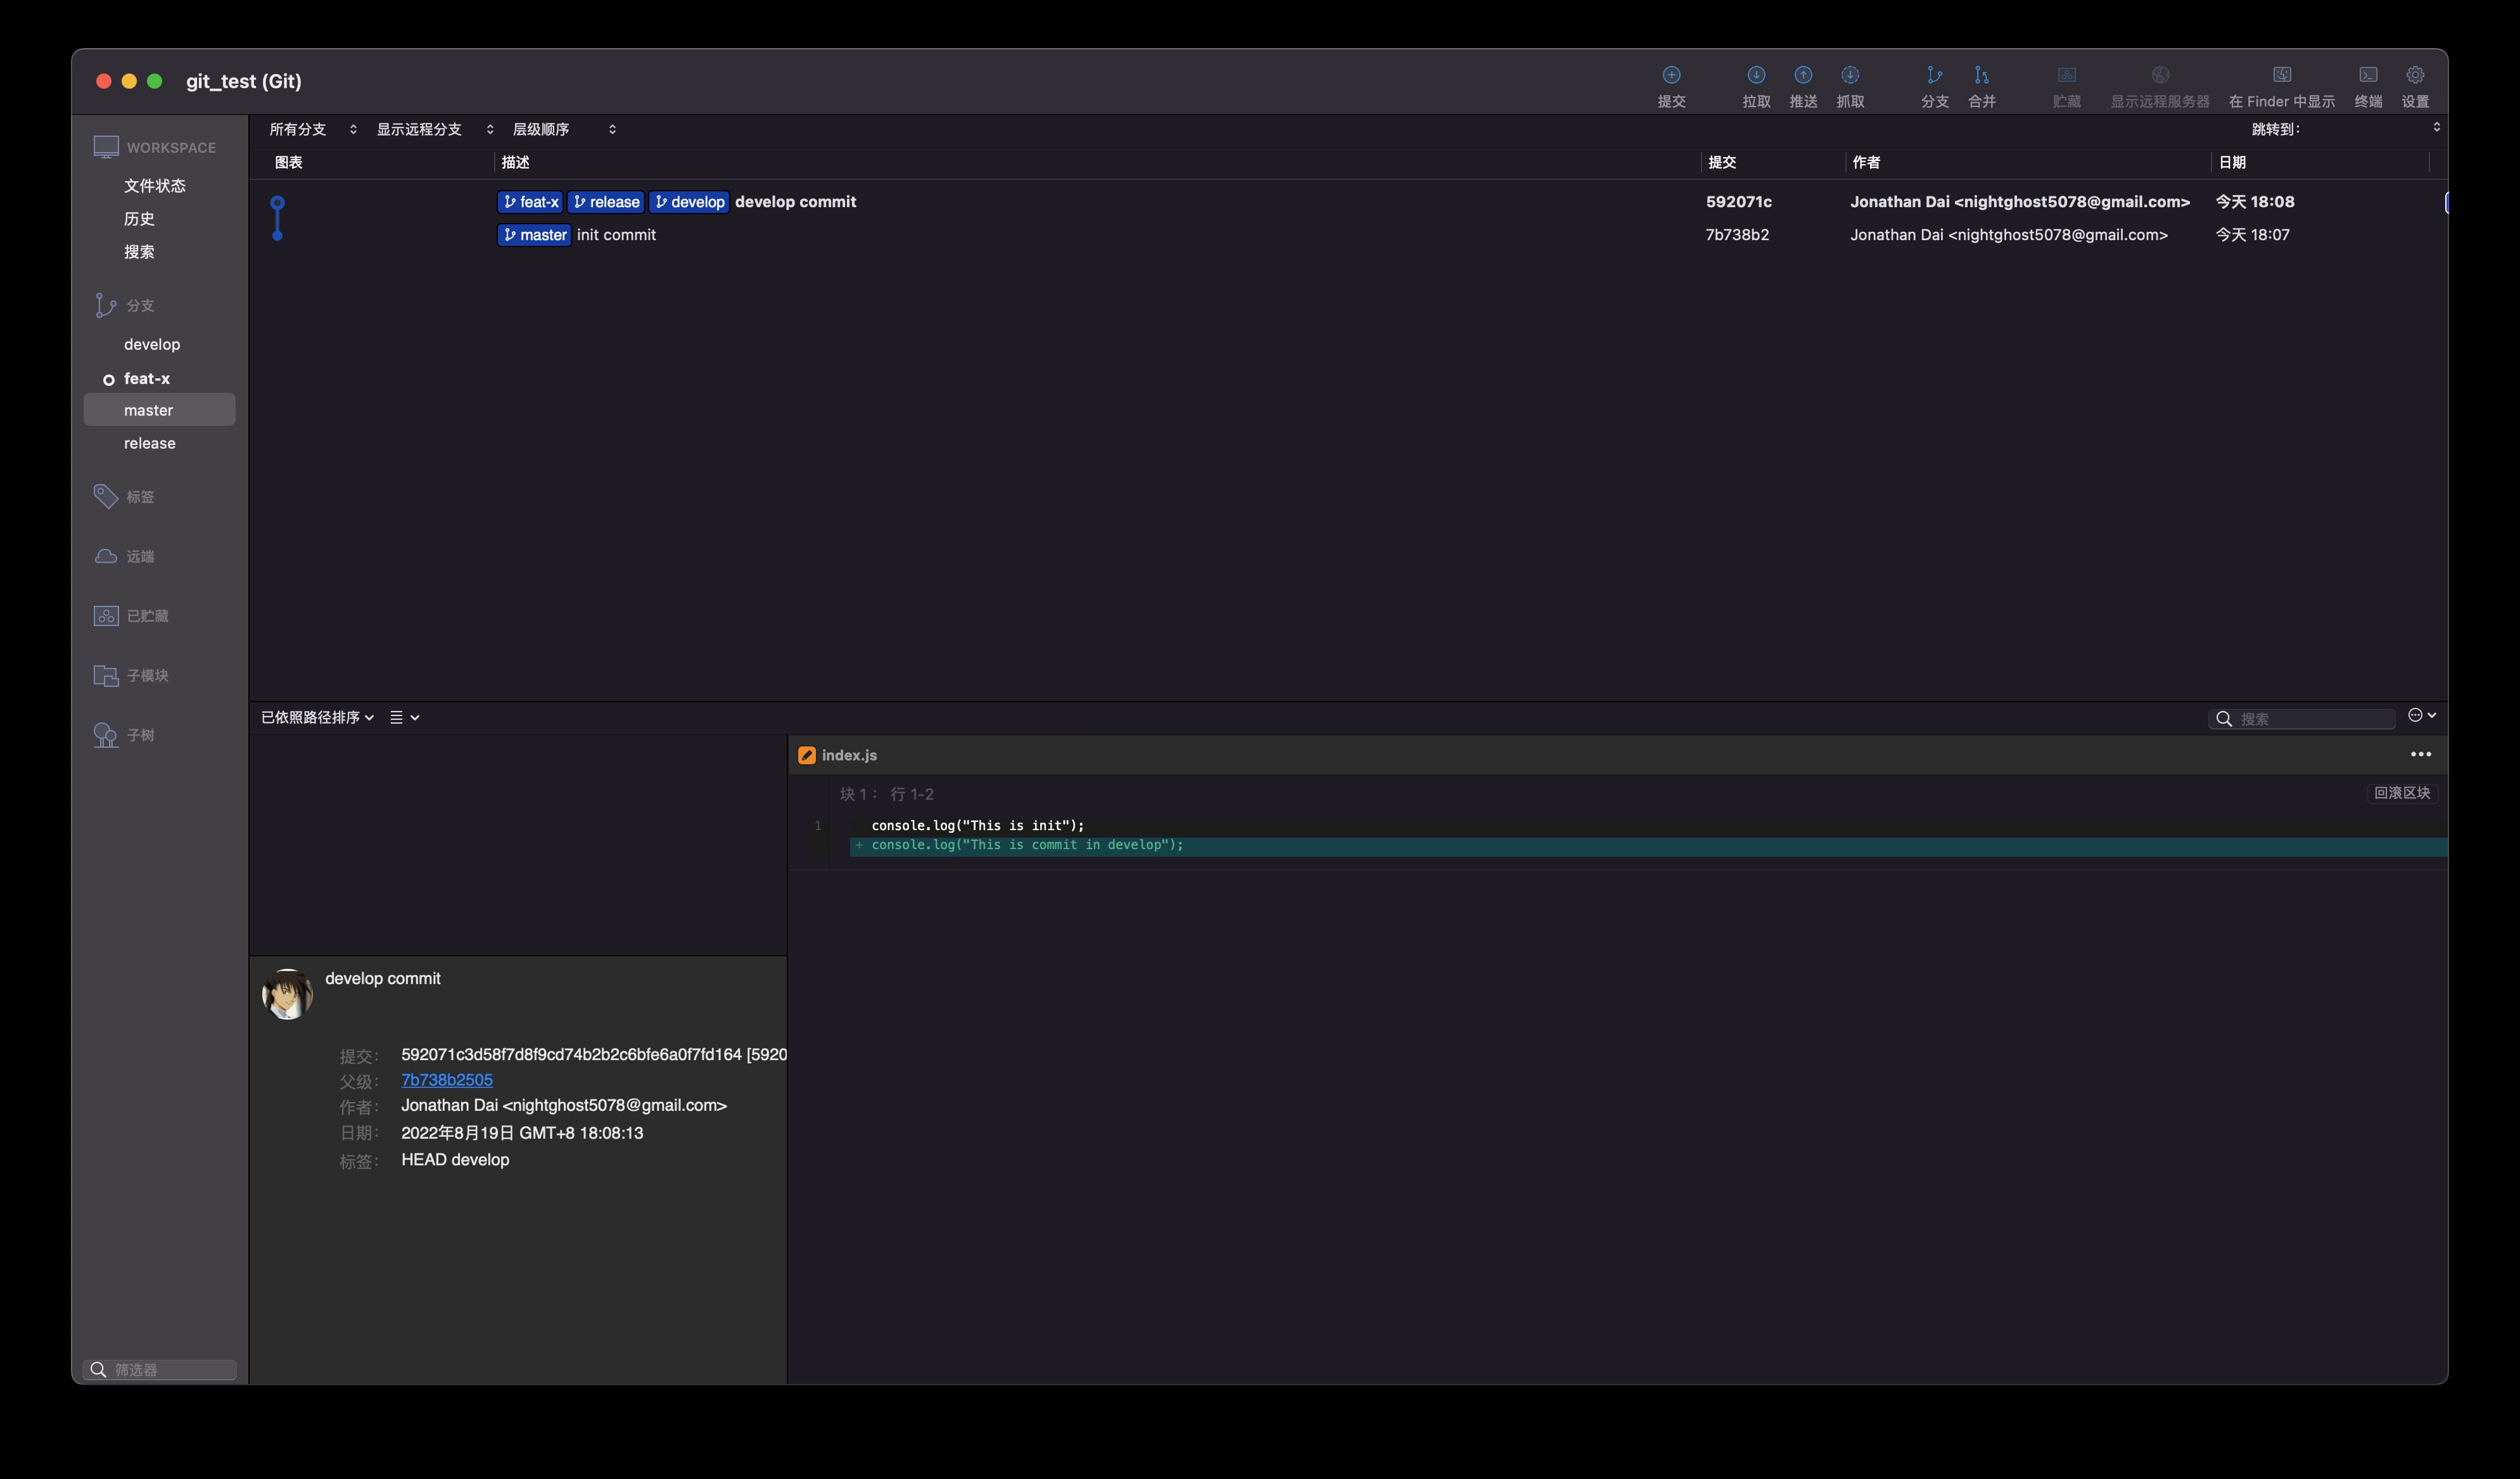 git_test (Git)
提交 拉取 推送 抓取 分支 合并 贮藏 显示远程服务器 在 Finder 中显示 终端 设置
WORKSPACE
文件状态
历史
搜索
分支
develop
feat-x
master
release
标签
远端
已贮藏
子模块
子树
筛选器
所有分支 显示远程分支 层级顺序 跳转到:
图表 描述 提交 作者 日期
feat-x release develop develop commit 592071c Jonathan Dai <nightghost5078@gmail.com> 今天 18:08
master init commit 7b738b2 Jonathan Dai <nightghost5078@gmail.com> 今天 18:07
已依照路径排序 搜索
index.js
块 1： 行 1-2 回滚区块
1 console.log("This is init");
+ console.log("This is commit in develop");
develop commit
提交: 592071c3d58f7d8f9cd74b2b2c6bfe6a0f7fd164 [5920
父级: 7b738b2505
作者: Jonathan Dai <nightghost5078@gmail.com>
日期: 2022年8月19日 GMT+8 18:08:13
标签: HEAD develop